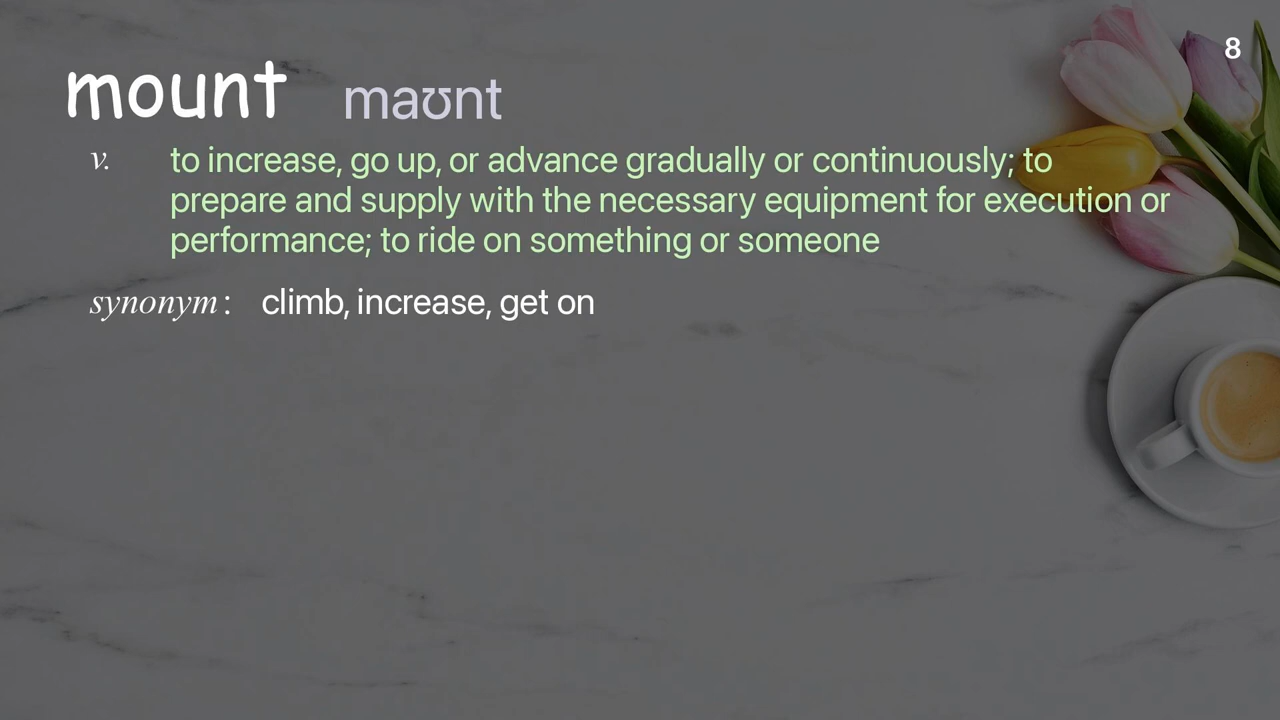 8
mount maʊnt
v. to increase, go up, or advance gradually or continuously; to
prepare and supply with the necessary equipment for execution or
performance; to ride on something or someone
synonym: climb, increase, get on